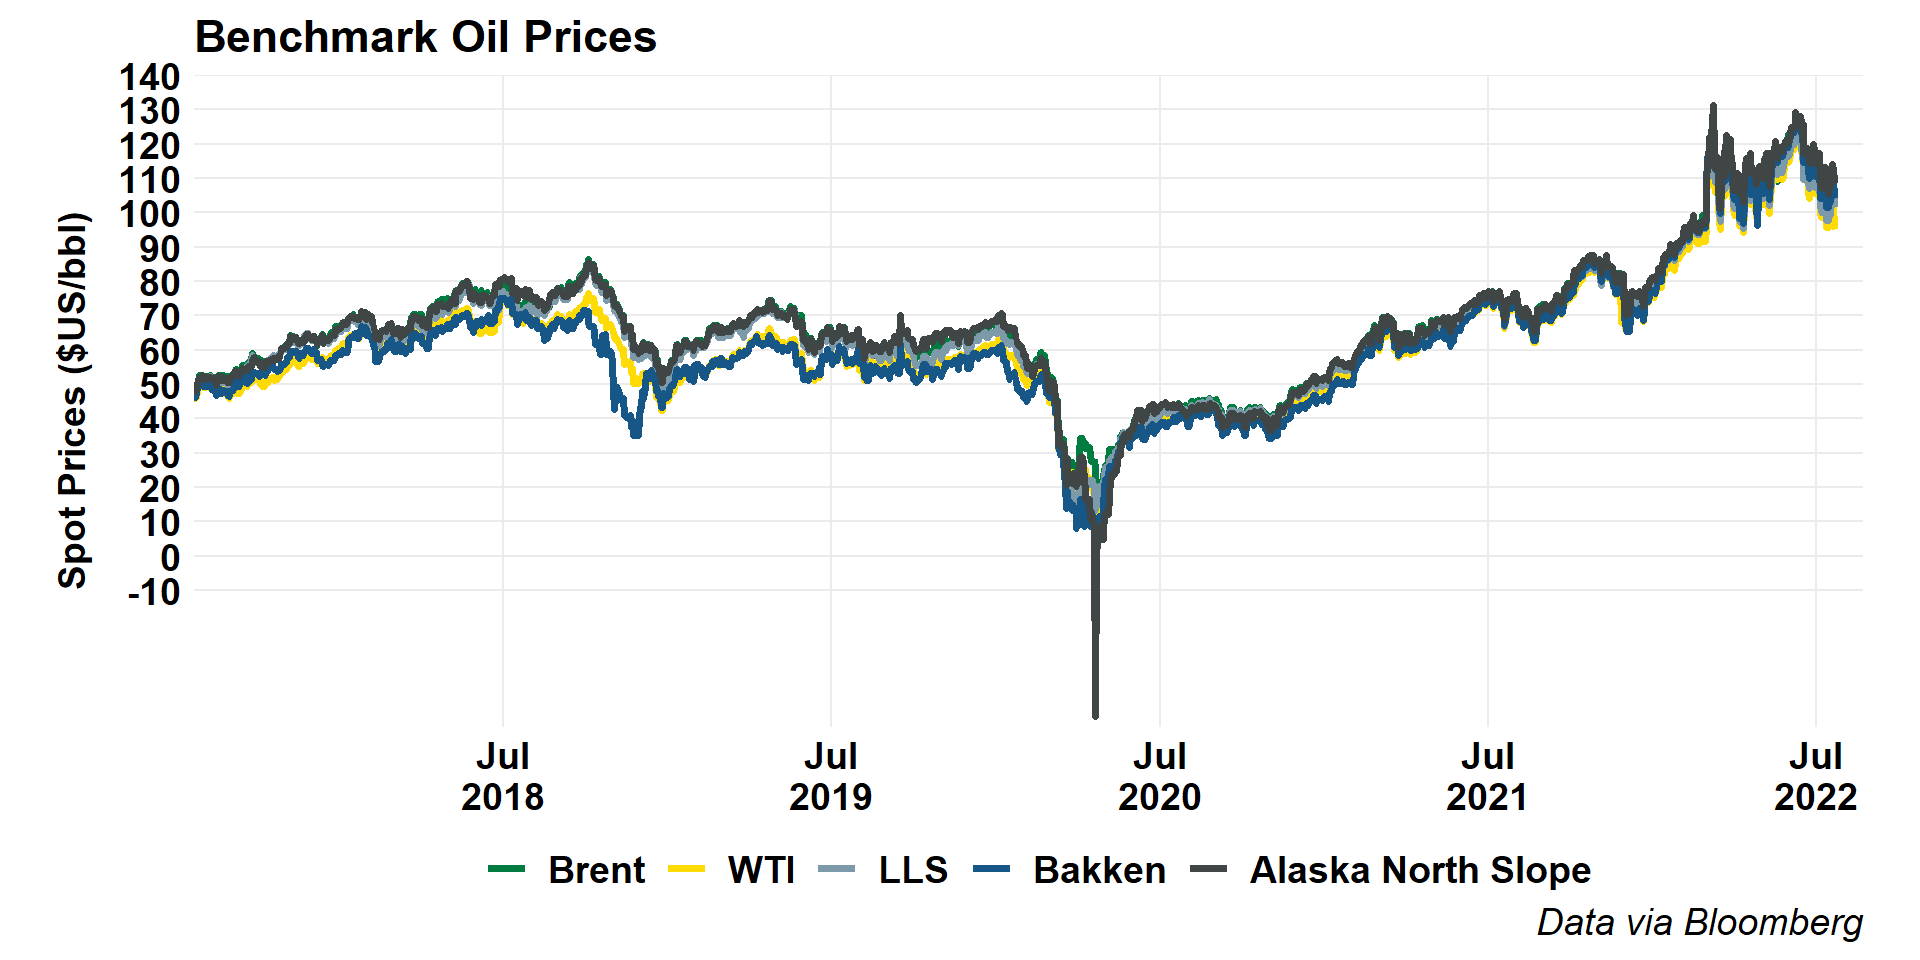 Benchmark Oil Prices
140
130
120
110
100
90
80
70
60
50
40
30
20
10
0
-10
Spot Prices ($US/bbl)
Jul 2018
Jul 2019
Jul 2020
Jul 2021
Jul 2022
Brent WTI LLS Bakken Alaska North Slope
Data via Bloomberg